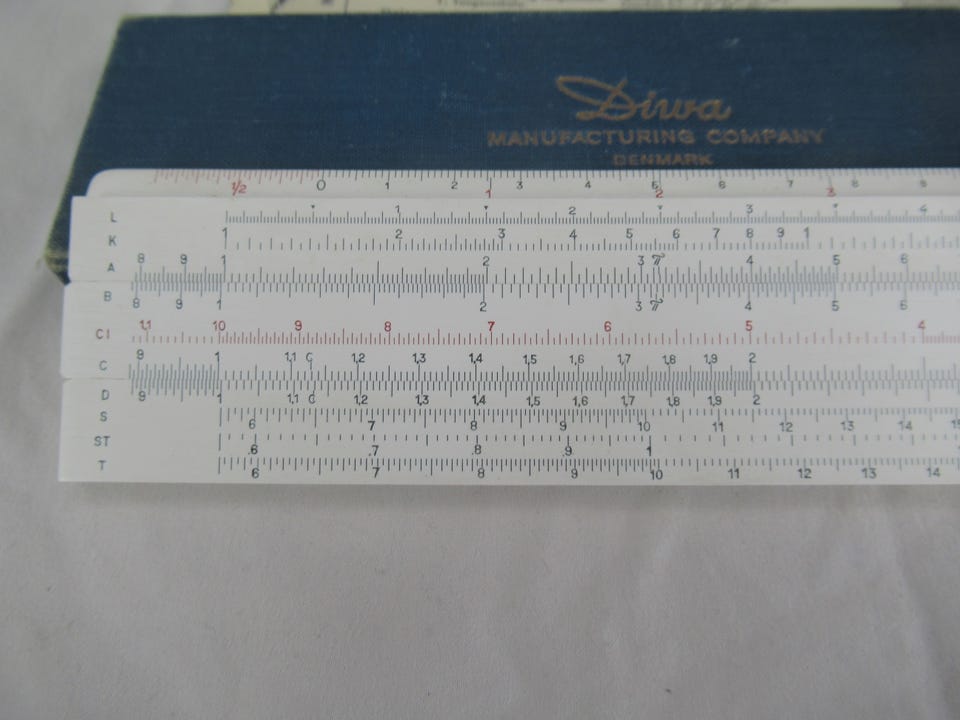 Diwa
MANUFACTURING COMPANY
DENMARK
1/2 0 1 2 3 4 5 6 7 8 9
1 2 3
L 1 2 3 4
K 1 2 3 4 5 6 7 8 9 1
A 8 9 1 2 3 π 4 5 6
B 8 9 1 2 3 π 4 5 6
CI 1,1 10 9 8 7 6 5 4
C 9 1 1,1 C 1,2 1,3 1,4 1,5 1,6 1,7 1,8 1,9 2
D 9 1 1,1 C 1,2 1,3 1,4 1,5 1,6 1,7 1,8 1,9 2
S 6 7 8 9 10 11 12 13 14 15
ST .6 .7 .8 .9 1
T 6 7 8 9 10 11 12 13 14